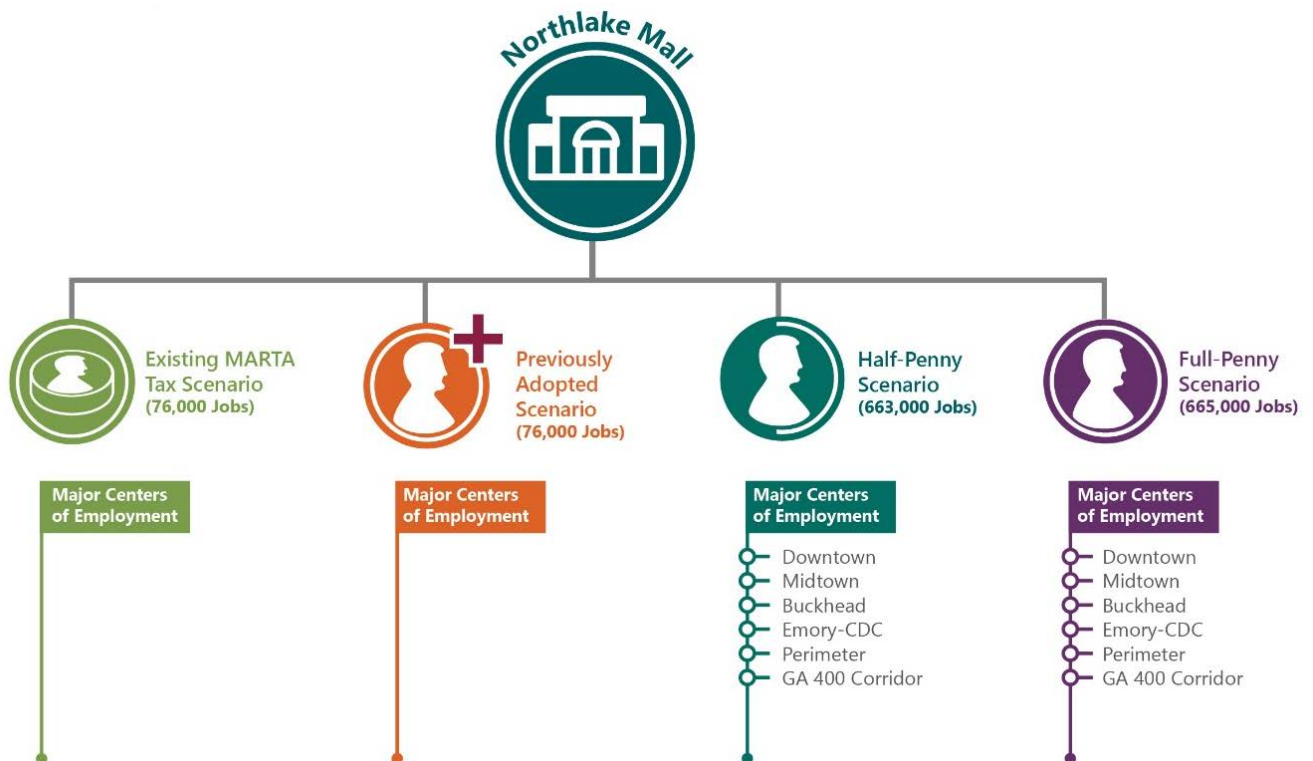 Northlake Mall
Existing MARTA
Tax Scenario
(76,000 Jobs)
Previously
Adopted
Scenario
(76,000 Jobs)
Half-Penny
Scenario
(663,000 Jobs)
Full-Penny
Scenario
(665,000 Jobs)
Major Centers
of Employment
Major Centers
of Employment
Major Centers
of Employment
Downtown
Midtown
Buckhead
Emory-CDC
Perimeter
GA 400 Corridor
Major Centers
of Employment
Downtown
Midtown
Buckhead
Emory-CDC
Perimeter
GA 400 Corridor